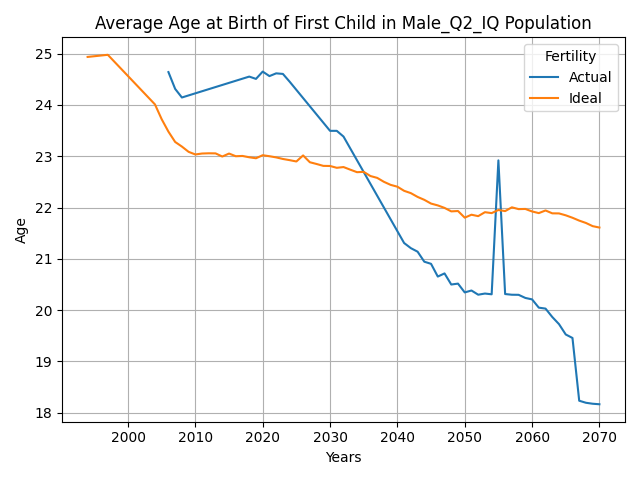 Average Age at Birth of First Child in Male_Q2_IQ Population
Fertility
Actual
Ideal
25
24
23
22
21
20
19
18
Age
2000
2010
2020
2030
2040
2050
2060
2070
Years